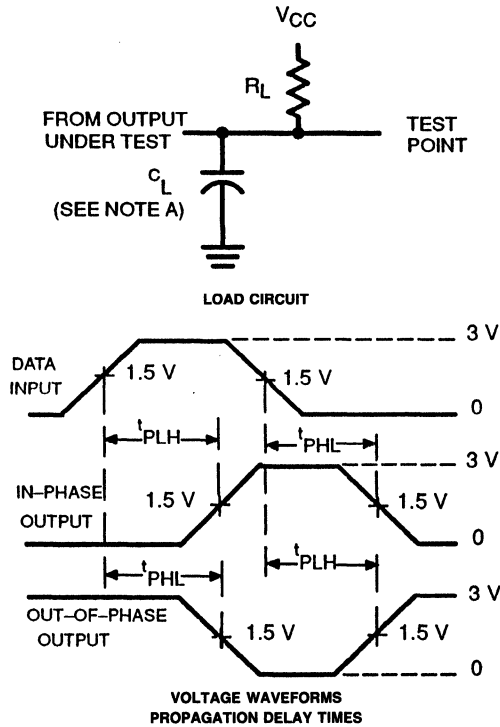 VCC
RL
FROM OUTPUT
UNDER TEST
TEST
POINT
CL
(SEE NOTE A)
LOAD CIRCUIT
3 V
DATA
INPUT
1.5 V
1.5 V
0
tPLH
tPHL
3 V
IN–PHASE
OUTPUT
1.5 V
1.5 V
0
tPHL
tPLH
3 V
OUT–OF–PHASE
OUTPUT
1.5 V
1.5 V
0
VOLTAGE WAVEFORMS
PROPAGATION DELAY TIMES